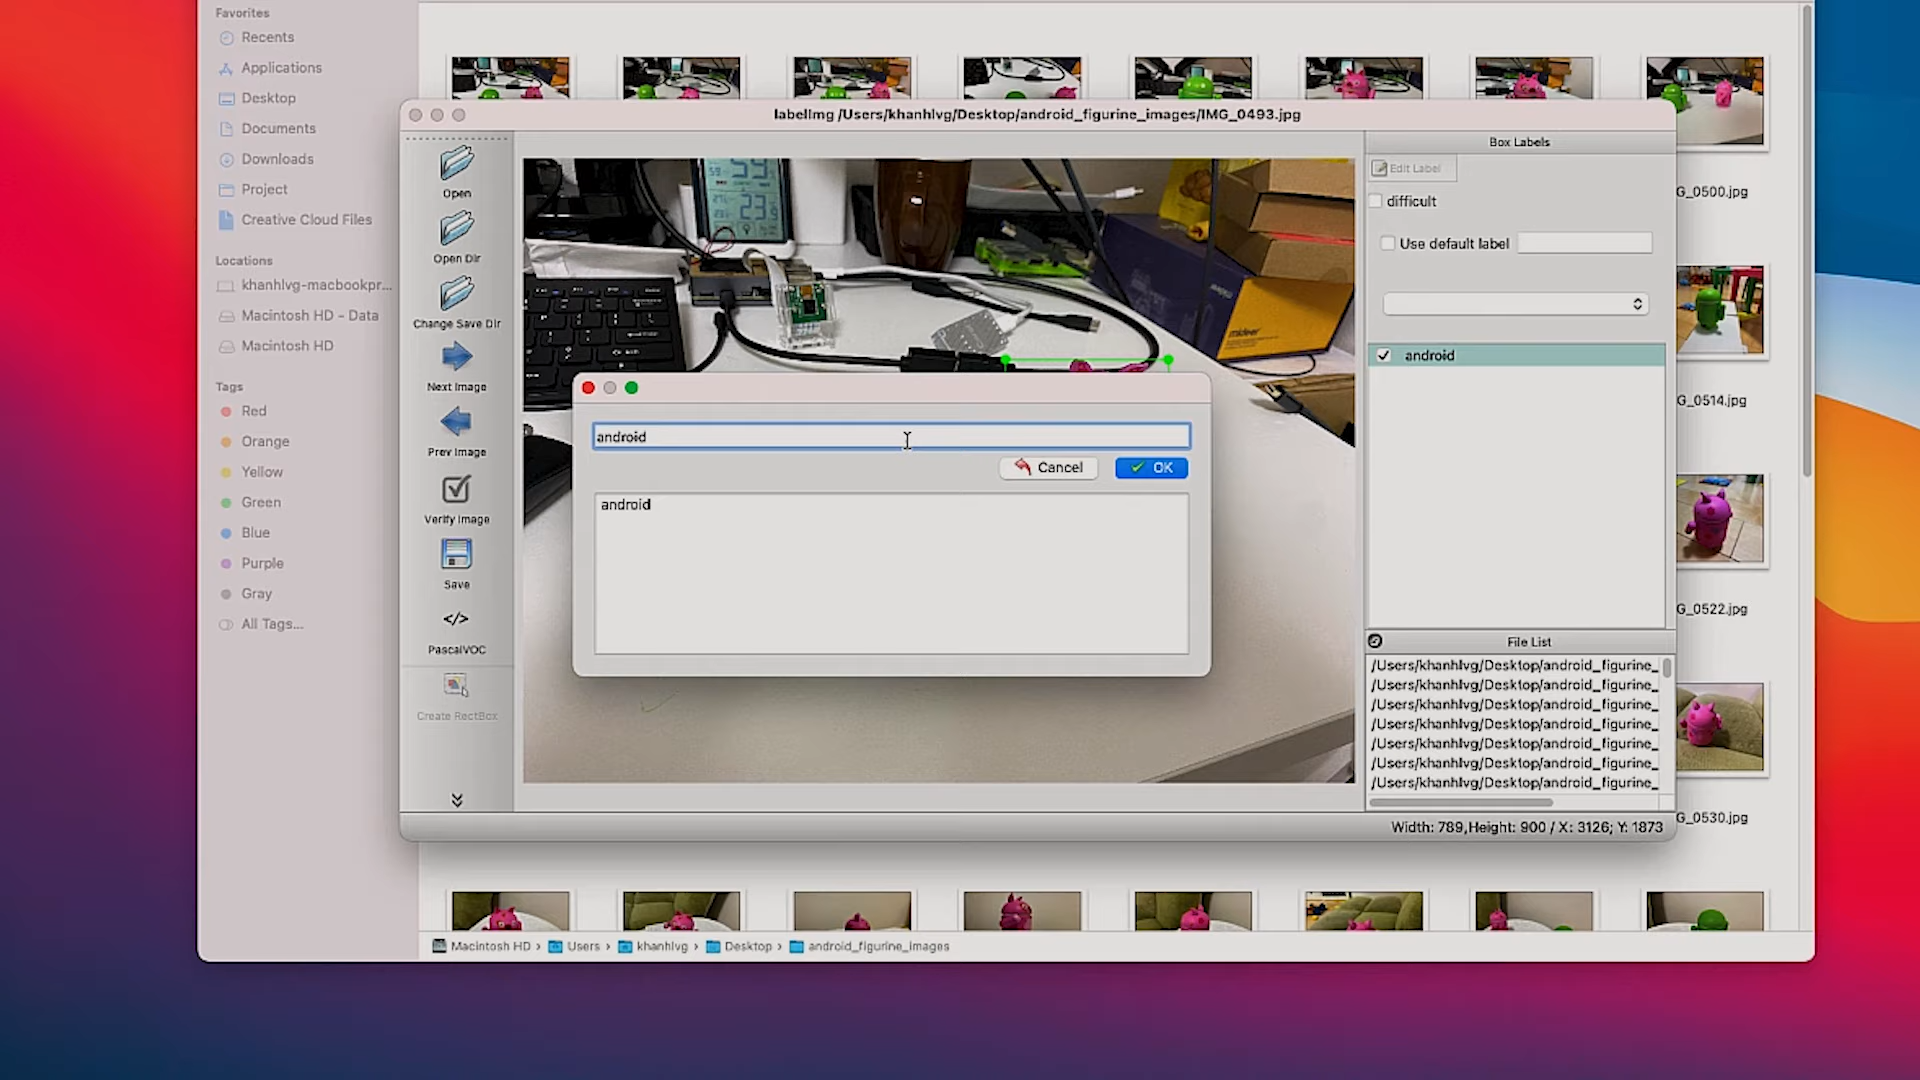 Favorites
Recents
Applications
Desktop
Documents
Downloads
Project
Creative Cloud Files
Locations
khanhlvg-macbookpr...
Macintosh HD - Data
Macintosh HD
Tags
Red
Orange
Yellow
Green
Blue
Purple
Gray
All Tags...
labelImg /Users/khanhlvg/Desktop/android_figurine_images/IMG_0493.jpg
Open
Open Dir
Change Save Dir
Next Image
Prev Image
Verify Image
Save
</>
PascalVOC
Create RectBox
23.9
mideer
android
Cancel
OK
android
Box Labels
Edit Label
difficult
Use default label
android
File List
/Users/khanhlvg/Desktop/android_figurine_
/Users/khanhlvg/Desktop/android_figurine_
/Users/khanhlvg/Desktop/android_figurine_
/Users/khanhlvg/Desktop/android_figurine_
/Users/khanhlvg/Desktop/android_figurine_
/Users/khanhlvg/Desktop/android_figurine_
/Users/khanhlvg/Desktop/android_figurine_
Width: 789,Height: 900 / X: 3126; Y: 1873
G_0500.jpg
G_0514.jpg
G_0522.jpg
G_0530.jpg
Macintosh HD › Users › khanhlvg › Desktop › android_figurine_images